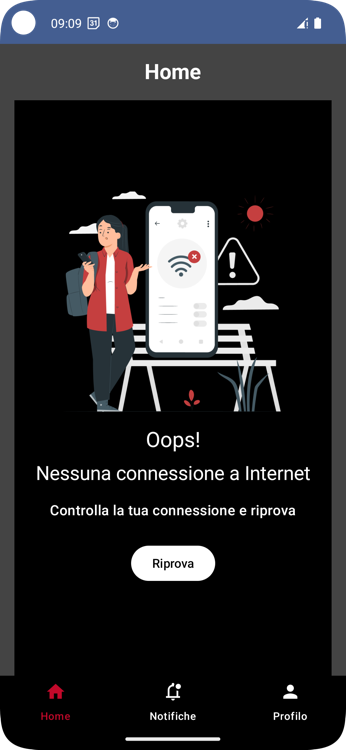 09:09 31
Home
Oops!
Nessuna connessione a Internet
Controlla la tua connessione e riprova
Riprova
Home Notifiche Profilo